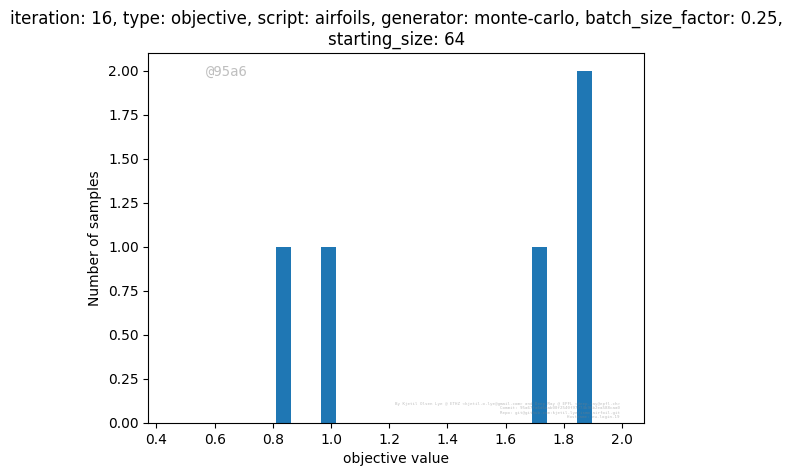 iteration: 16, type: objective, script: airfoils, generator: monte-carlo, batch_size_factor: 0.25,
starting_size: 64
@95a6
2.00
1.75
1.50
1.25
1.00
0.75
0.50
0.25
0.00
Number of samples
0.4 0.6 0.8 1.0 1.2 1.4 1.6 1.8 2.0
objective value